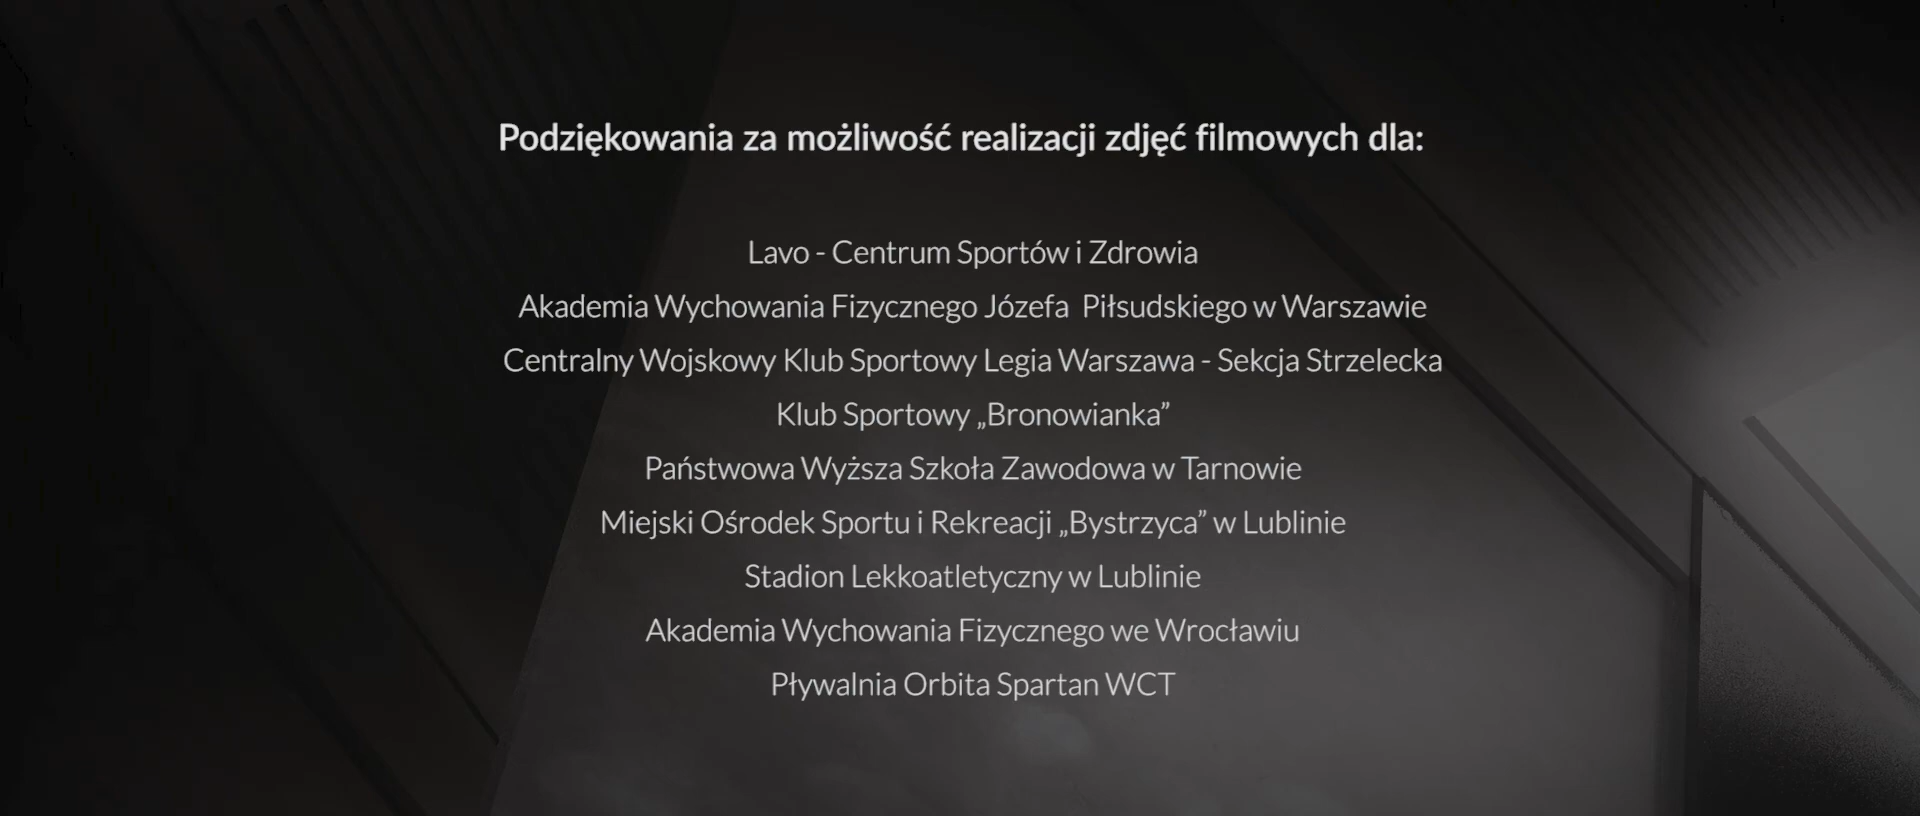 Podziękowania za możliwość realizacji zdjęć filmowych dla:
Lavo - Centrum Sportów i Zdrowia
Akademia Wychowania Fizycznego Józefa  Piłsudskiego w Warszawie
Centralny Wojskowy Klub Sportowy Legia Warszawa - Sekcja Strzelecka
Klub Sportowy „Bronowianka”
Państwowa Wyższa Szkoła Zawodowa w Tarnowie
Miejski Ośrodek Sportu i Rekreacji „Bystrzyca” w Lublinie
Stadion Lekkoatletyczny w Lublinie
Akademia Wychowania Fizycznego we Wrocławiu
Pływalnia Orbita Spartan WCT